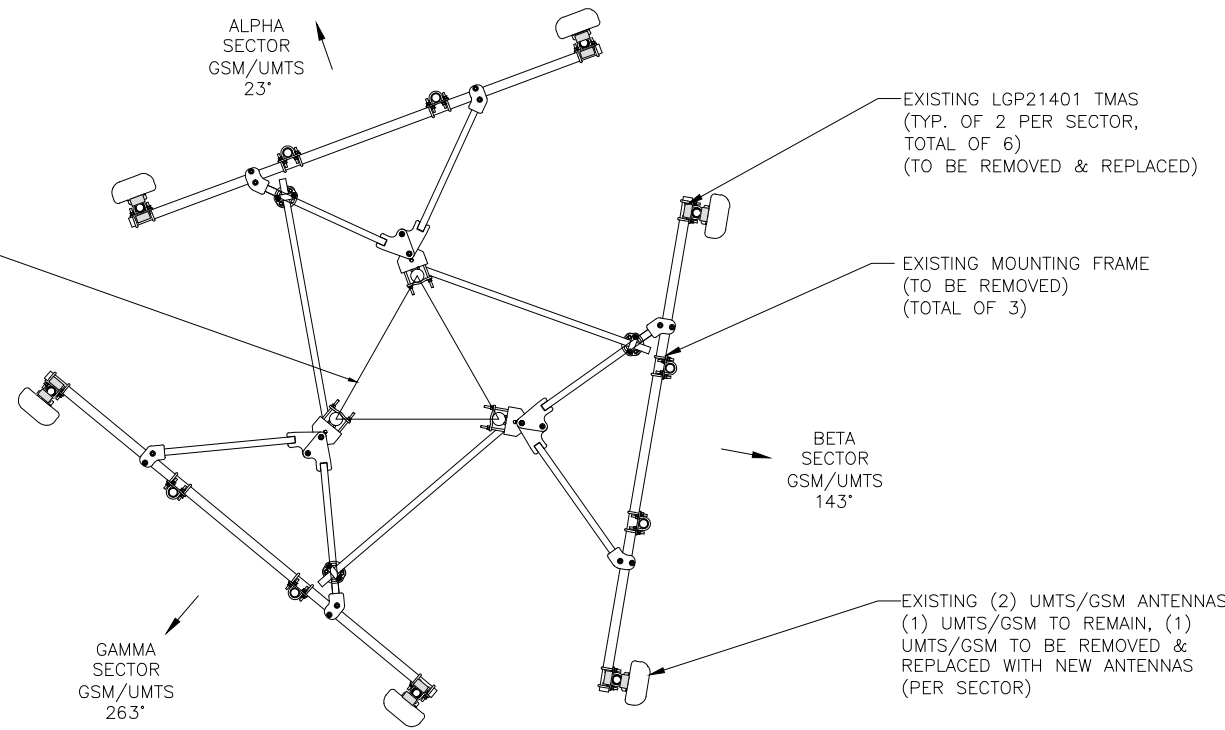 ALPHA
SECTOR
GSM/UMTS
23°
EXISTING LGP21401 TMAS
(TYP. OF 2 PER SECTOR,
TOTAL OF 6)
(TO BE REMOVED & REPLACED)
EXISTING MOUNTING FRAME
(TO BE REMOVED)
(TOTAL OF 3)
BETA
SECTOR
GSM/UMTS
143°
EXISTING (2) UMTS/GSM ANTENNAS
(1) UMTS/GSM TO REMAIN, (1)
UMTS/GSM TO BE REMOVED &
REPLACED WITH NEW ANTENNAS
(PER SECTOR)
GAMMA
SECTOR
GSM/UMTS
263°